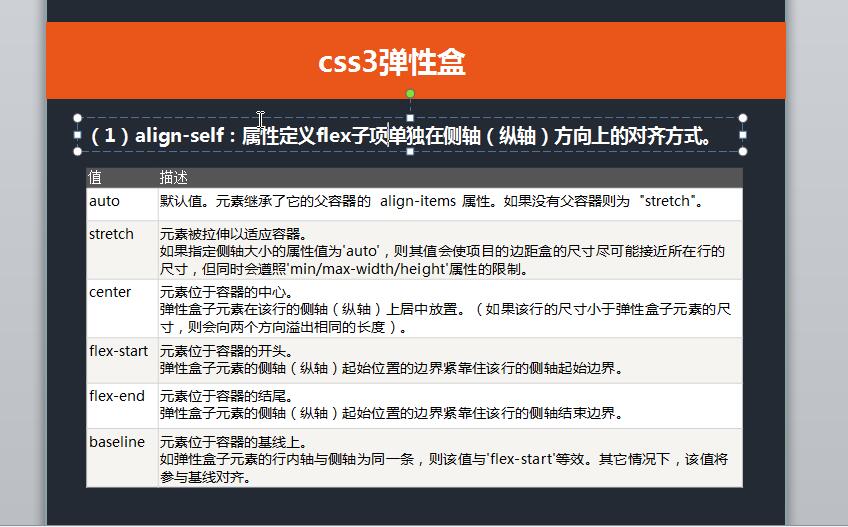 css3弹性盒
（1）align-self：属性定义flex子项单独在侧轴（纵轴）方向上的对齐方式。
值 描述
auto 默认值。元素继承了它的父容器的 align-items 属性。如果没有父容器则为 "stretch"。
stretch 元素被拉伸以适应容器。
如果指定侧轴大小的属性值为'auto'，则其值会使项目的边距盒的尺寸尽可能接近所在行的
尺寸，但同时会遵照'min/max-width/height'属性的限制。
center 元素位于容器的中心。
弹性盒子元素在该行的侧轴（纵轴）上居中放置。（如果该行的尺寸小于弹性盒子元素的尺
寸，则会向两个方向溢出相同的长度）。
flex-start 元素位于容器的开头。
弹性盒子元素的侧轴（纵轴）起始位置的边界紧靠住该行的侧轴起始边界。
flex-end 元素位于容器的结尾。
弹性盒子元素的侧轴（纵轴）起始位置的边界紧靠住该行的侧轴结束边界。
baseline 元素位于容器的基线上。
如弹性盒子元素的行内轴与侧轴为同一条，则该值与'flex-start'等效。其它情况下，该值将
参与基线对齐。